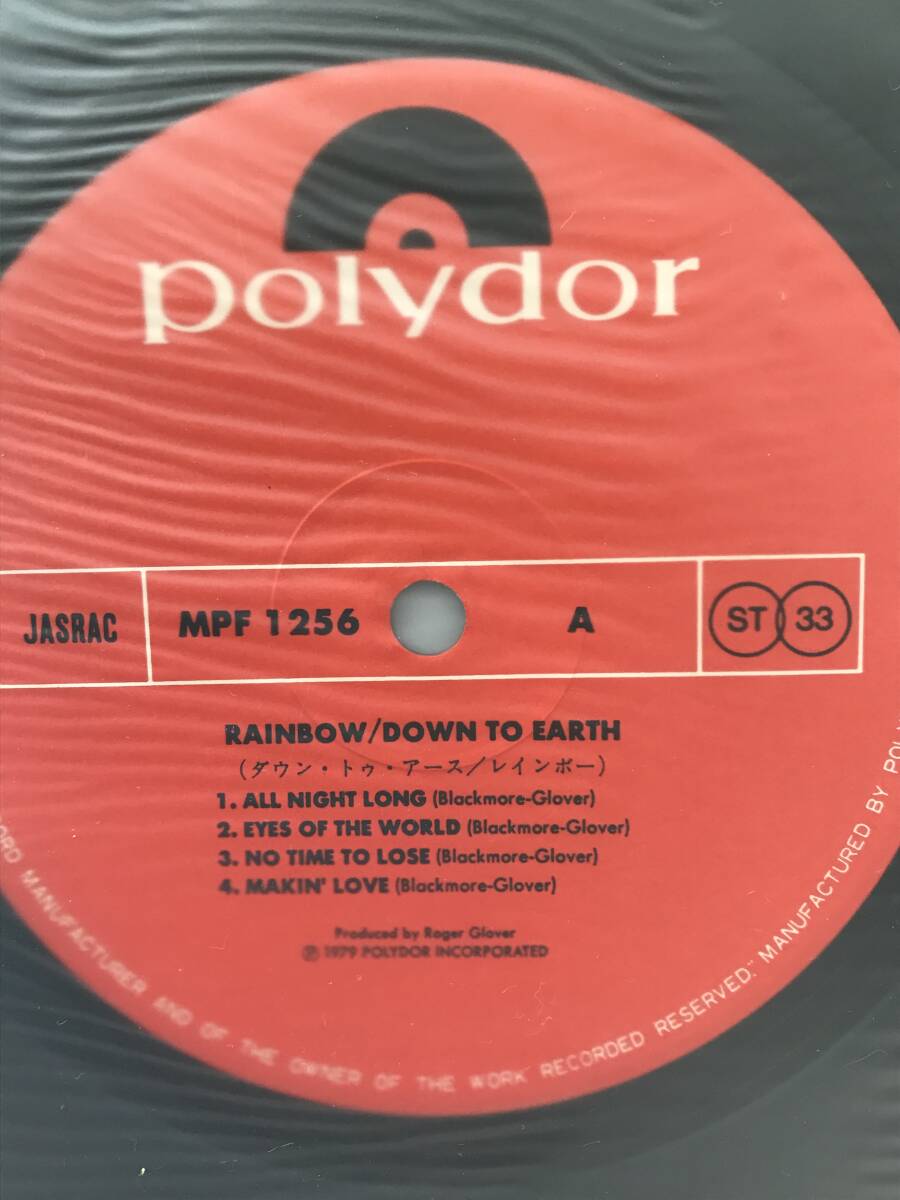 polydor
JASRAC MPF 1256 A ST 33
RAINBOW/DOWN TO EARTH
(ダウン・トゥ・アース/レインボー)
1. ALL NIGHT LONG (Blackmore-Glover)
2. EYES OF THE WORLD (Blackmore-Glover)
3. NO TIME TO LOSE (Blackmore-Glover)
4. MAKIN' LOVE (Blackmore-Glover)
Produced by Roger Glover
℗ 1979 POLYDOR INCORPORATED
MANUFACTURER AND OF THE OWNER OF THE WORK RECORDED RESERVED." MANUFACTURED BY